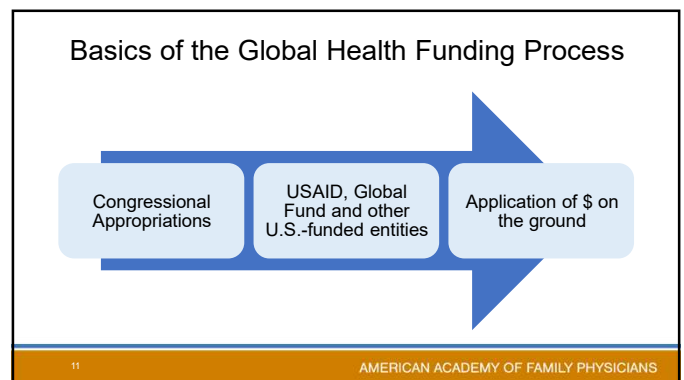 Basics of the Global Health Funding Process
Congressional
Appropriations
USAID, Global
Fund and other
U.S.-funded entities
Application of $ on
the ground
11
AMERICAN ACADEMY OF FAMILY PHYSICIANS